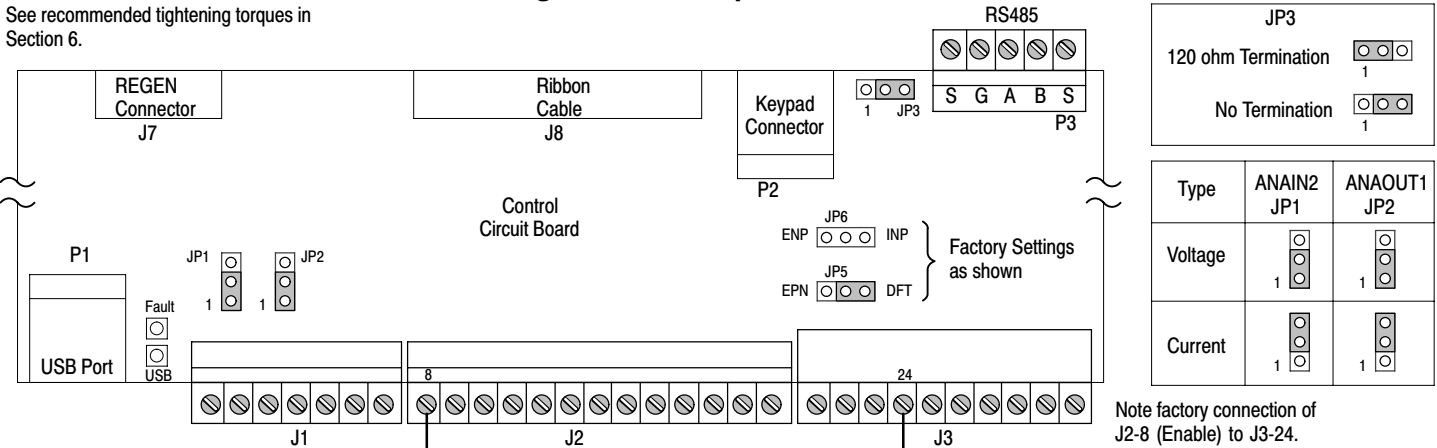 See recommended tightening torques in
Section 6.
RS485
REGEN
Connector
J7
Ribbon
Cable
J8
Keypad
Connector
P2
1 JP3
S G A B S
P3
Control
Circuit Board
JP6
ENP INP
JP5
EPN DFT
Factory Settings
as shown
P1
USB Port
JP1
1
JP2
1
Fault
USB
8
24
J1
J2
J3
JP3
120 ohm Termination
1
No Termination
1
Type ANAIN2 ANAOUT1
JP1 JP2
Voltage
1 1
Current
1 1
Note factory connection of
J2-8 (Enable) to J3-24.